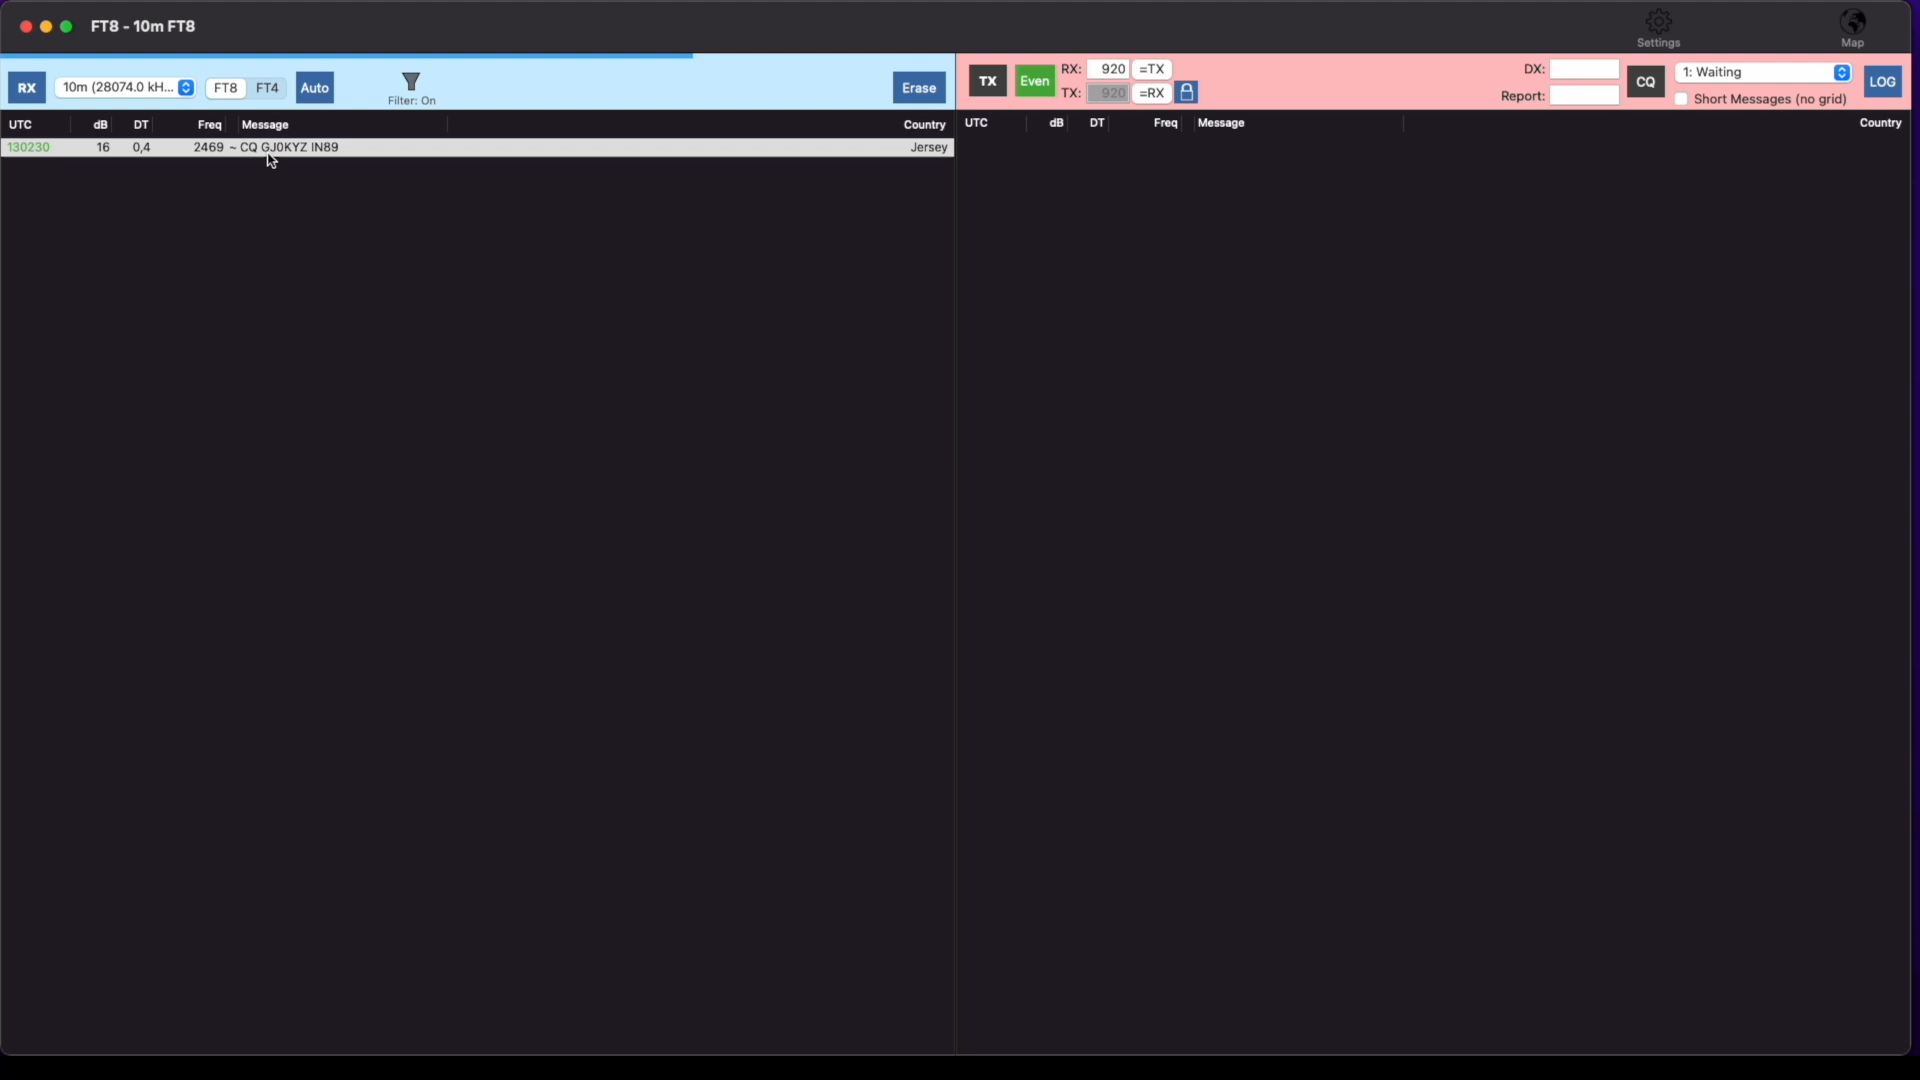 FT8 - 10m FT8
Settings
Map
RX
10m (28074.0 kH...
FT8
FT4
Auto
Filter: On
Erase
TX
Even
RX: 920 =TX
TX: 920 =RX
DX:
Report:
CQ
1: Waiting
Short Messages (no grid)
LOG
UTC dB DT Freq Message Country
130230 16 0,4 2469 ~ CQ GJ0KYZ IN89 Jersey
UTC dB DT Freq Message Country